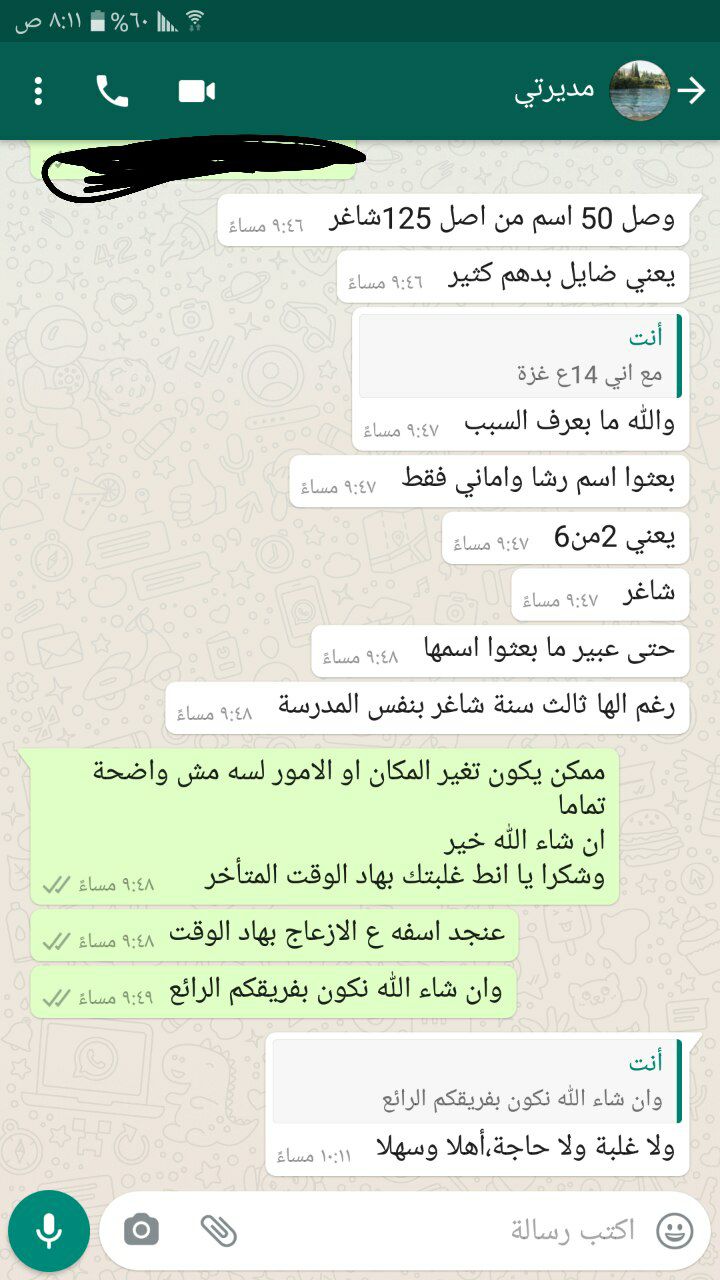 ٨:١١ ص ٦٠%
مديرتي
وصل 50 اسم من اصل 125شاغر
٩:٤٦ مساءً
يعني ضايل بدهم كثير
٩:٤٦ مساءً
أنت
مع اني 14ع غزة
والله ما بعرف السبب
٩:٤٧ مساءً
بعثوا اسم رشا واماني فقط
٩:٤٧ مساءً
يعني 2من6
٩:٤٧ مساءً
شاغر
٩:٤٧ مساءً
حتى عبير ما بعثوا اسمها
٩:٤٨ مساءً
رغم الها ثالث سنة شاغر بنفس المدرسة
٩:٤٨ مساءً
ممكن يكون تغير المكان او الامور لسه مش واضحة
تماما
ان شاء الله خير
وشكرا يا انط غلبتك بهاد الوقت المتأخر
٩:٤٨ مساءً
عنجد اسفه ع الازعاج بهاد الوقت
٩:٤٨ مساءً
وان شاء الله نكون بفريقكم الرائع
٩:٤٩ مساءً
أنت
وان شاء الله نكون بفريقكم الرائع
ولا غلبة ولا حاجة،أهلا وسهلا
١٠:١١ مساءً
اكتب رسالة